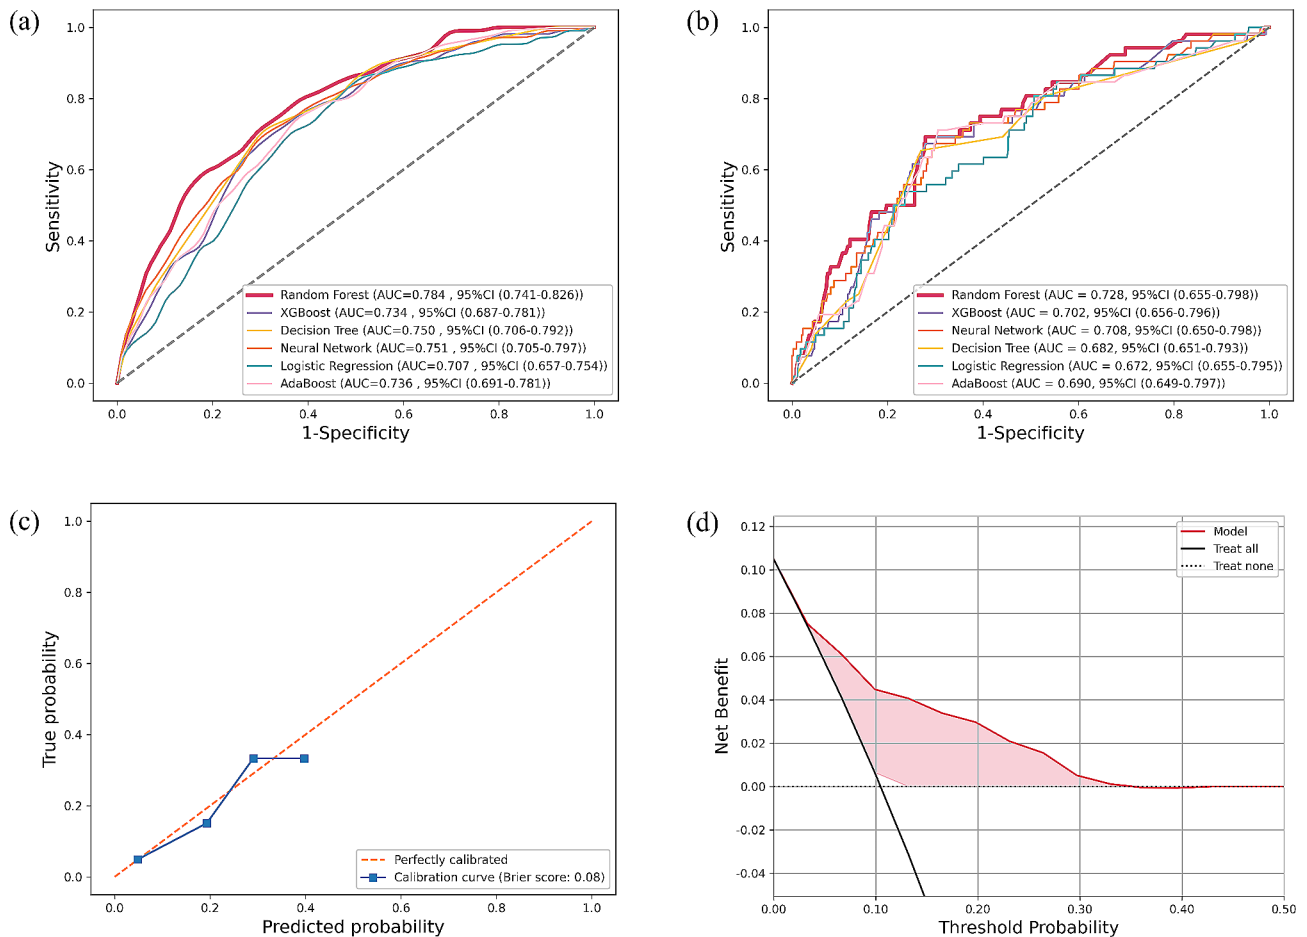 (a)
1.0
0.8
0.6
0.4
0.2
0.0
Sensitivity
Random Forest (AUC=0.784 , 95%CI (0.741-0.826))
XGBoost (AUC=0.734 , 95%CI (0.687-0.781))
Decision Tree (AUC=0.750 , 95%CI (0.706-0.792))
Neural Network (AUC=0.751 , 95%CI (0.705-0.797))
Logistic Regression (AUC=0.707 , 95%CI (0.657-0.754))
AdaBoost (AUC=0.736 , 95%CI (0.691-0.781))
0.0 0.2 0.4 0.6 0.8 1.0
1-Specificity
(b)
1.0
0.8
0.6
0.4
0.2
0.0
Sensitivity
Random Forest (AUC = 0.728, 95%CI (0.655-0.798))
XGBoost (AUC = 0.702, 95%CI (0.656-0.796))
Neural Network (AUC = 0.708, 95%CI (0.650-0.798))
Decision Tree (AUC = 0.682, 95%CI (0.651-0.793))
Logistic Regression (AUC = 0.672, 95%CI (0.655-0.795))
AdaBoost (AUC = 0.690, 95%CI (0.649-0.797))
0.0 0.2 0.4 0.6 0.8 1.0
1-Specificity
(c)
1.0
0.8
0.6
0.4
0.2
0.0
True probability
Perfectly calibrated
Calibration curve (Brier score: 0.08)
0.0 0.2 0.4 0.6 0.8 1.0
Predicted probability
(d)
0.12
0.10
0.08
0.06
0.04
0.02
0.00
-0.02
-0.04
Net Benefit
Model
Treat all
Treat none
0.00 0.10 0.20 0.30 0.40 0.50
Threshold Probability